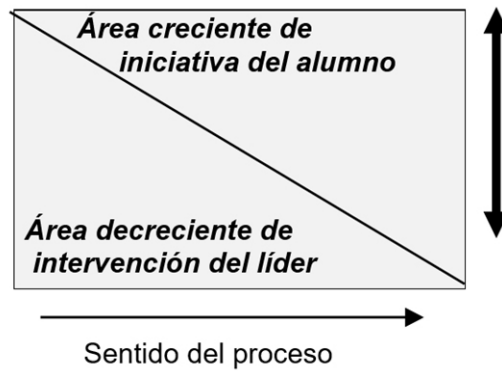 Área creciente de
iniciativa del alumno
Área decreciente de
intervención del líder
Sentido del proceso